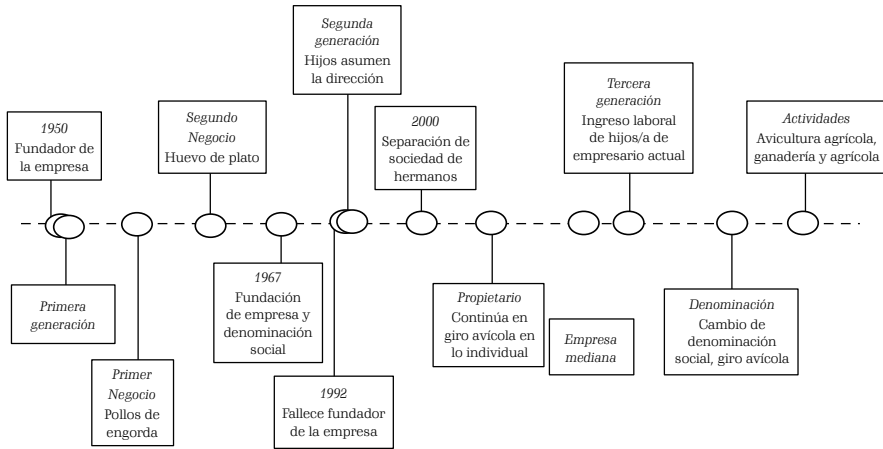 1950
Fundador de
la empresa
Primera
generación
Primer
Negocio
Pollos de
engorda
Segundo
Negocio
Huevo de plato
1967
Fundación
de empresa y
denominación
social
Segunda
generación
Hijos asumen
la dirección
1992
Fallece fundador
de la empresa
2000
Separación de
sociedad de
hermanos
Propietario
Continúa en
giro avícola en
lo individual
Empresa
mediana
Tercera
generación
Ingreso laboral
de hijos/a de
empresario actual
Denominación
Cambio de
denominación
social, giro avícola
Actividades
Avicultura agrícola,
ganadería y agrícola